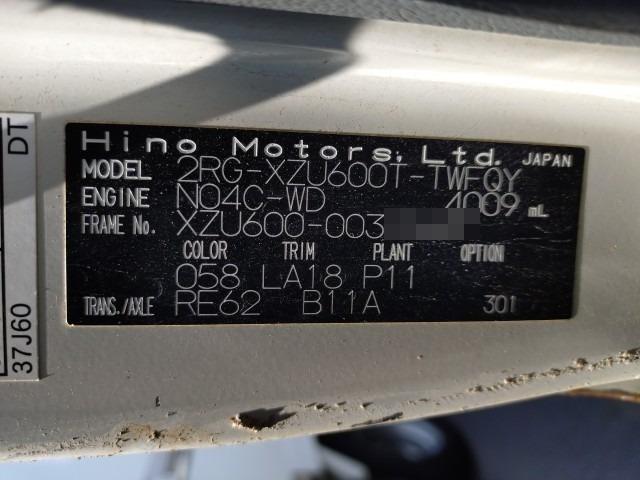 Hino Motors, Ltd. JAPAN
MODEL 2RG-XZU600T-TWFQY
ENGINE N04C-WD 4009 mL
FRAME No. XZU600-003
COLOR TRIM PLANT OPTION
058 LA18 P11
TRANS./AXLE RE62 B11A 301
DT
37J60